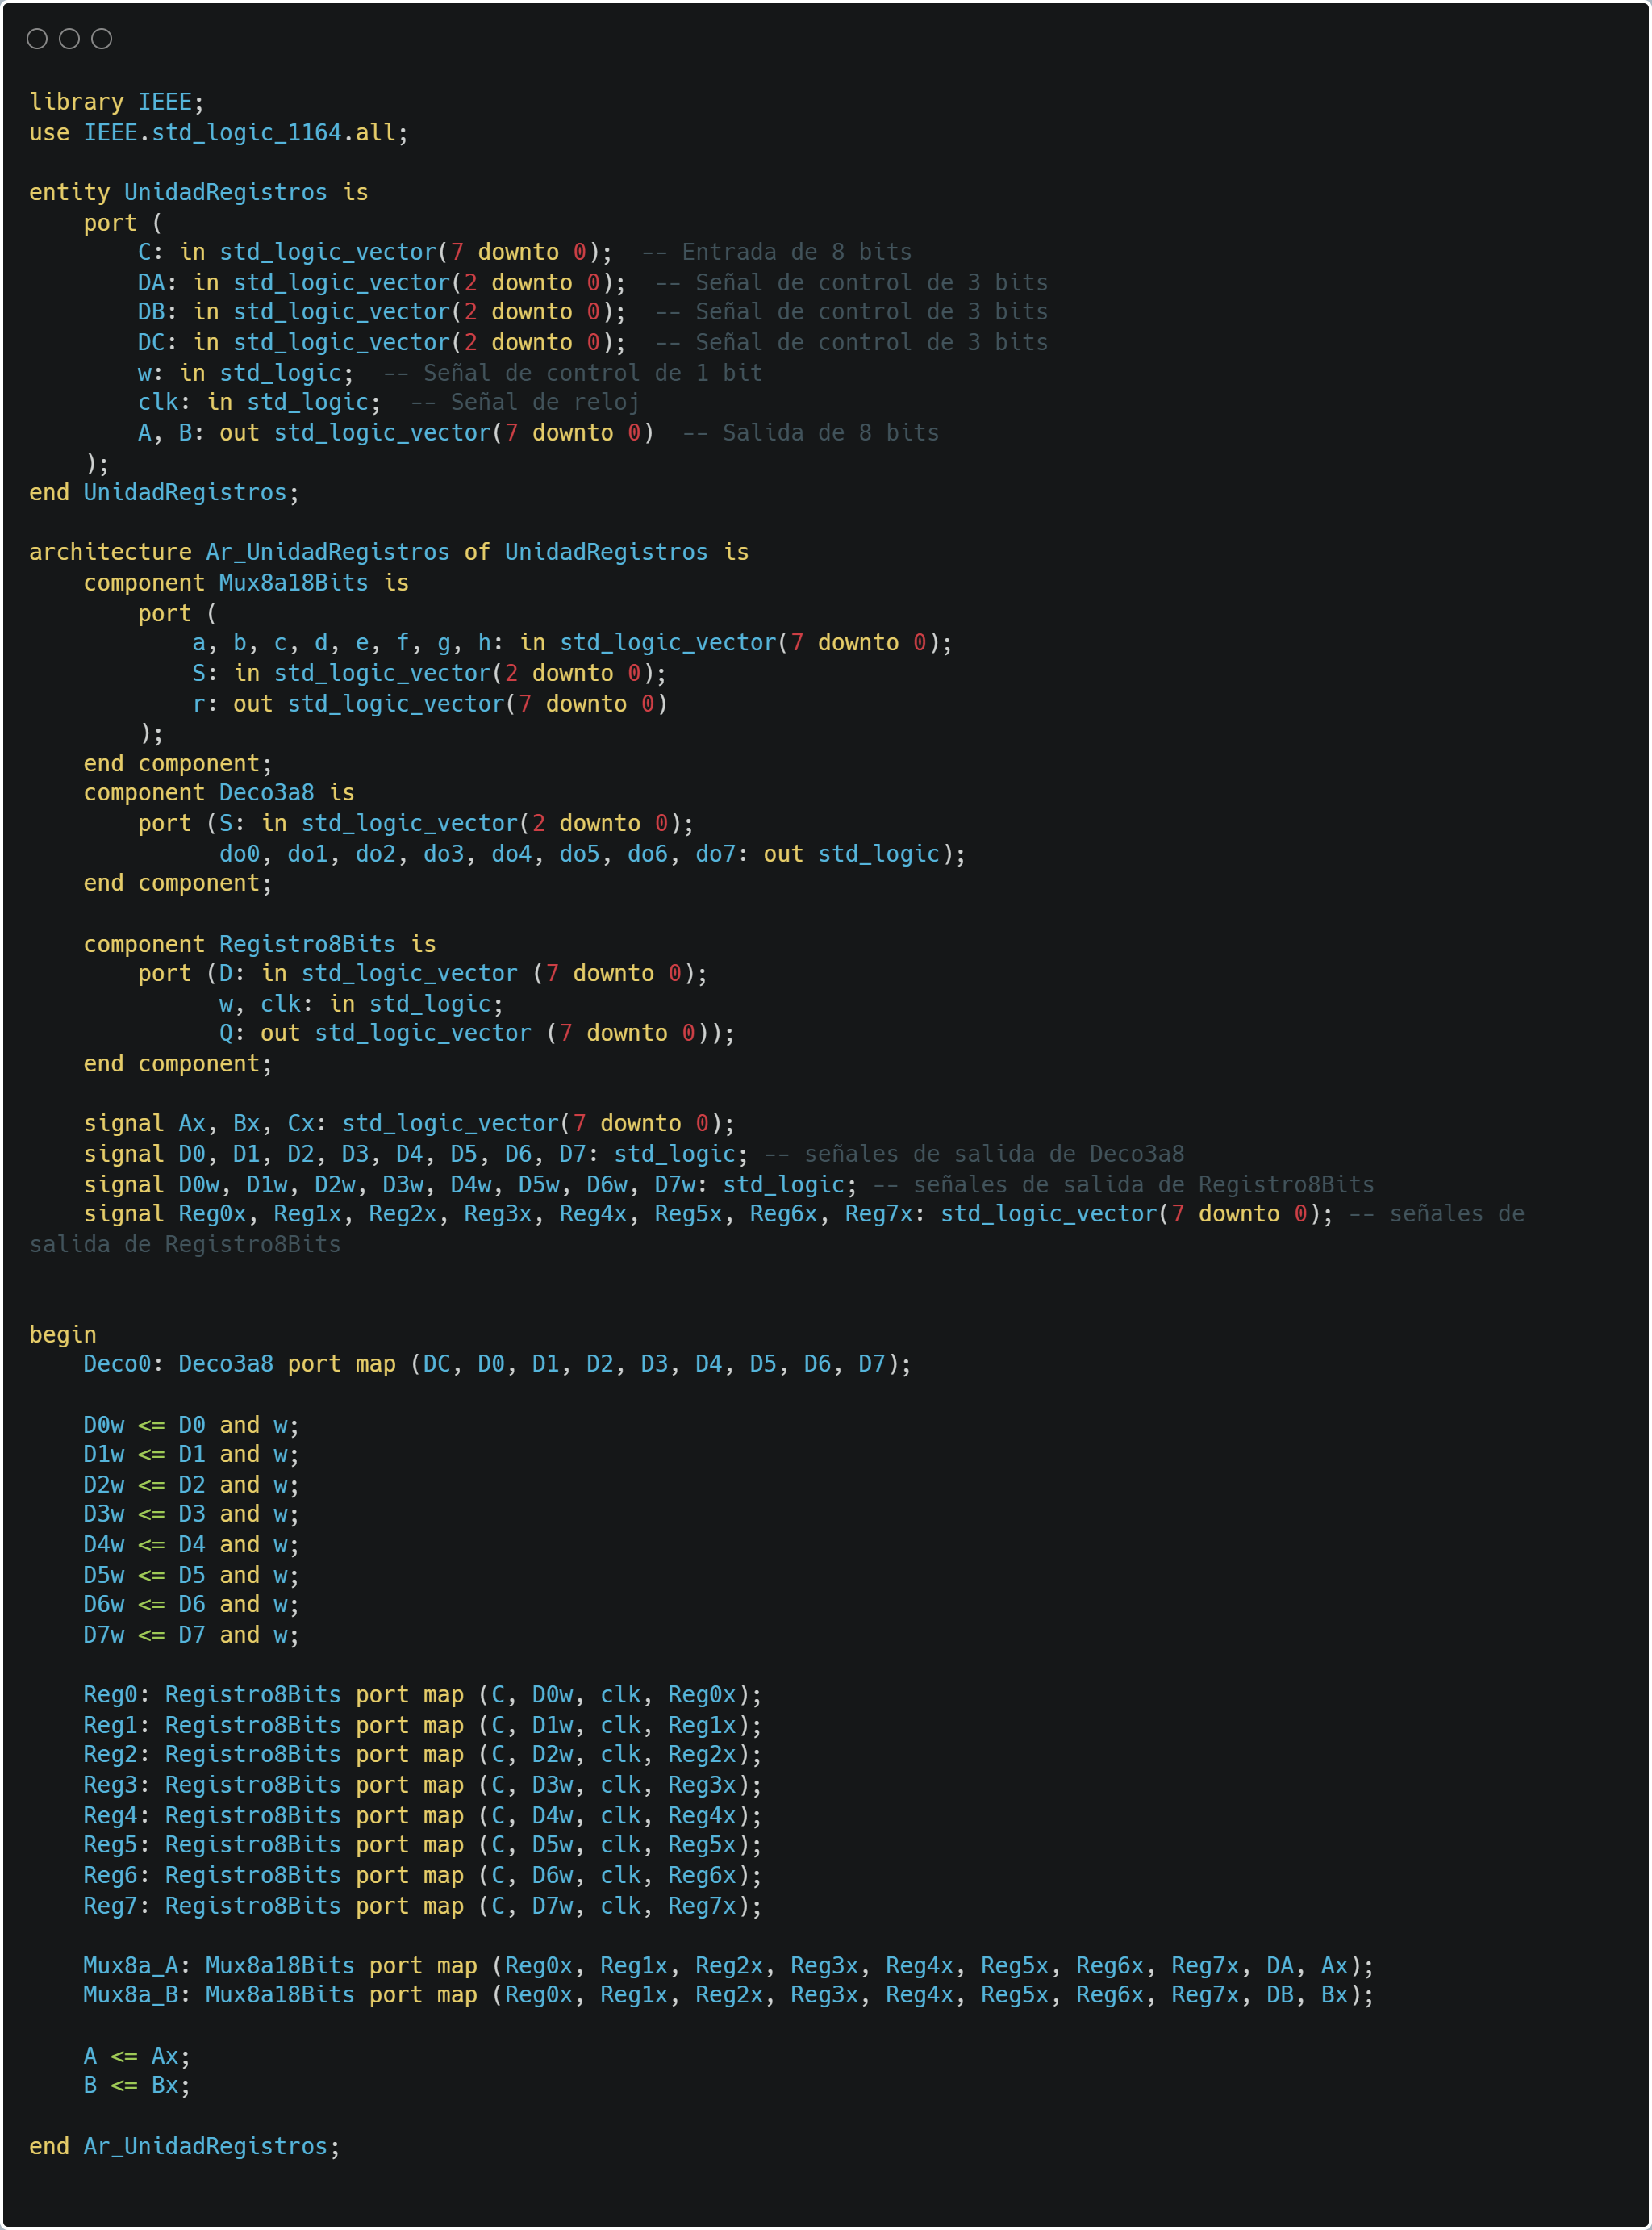 library IEEE;
use IEEE.std_logic_1164.all;

entity UnidadRegistros is
    port (
        C: in std_logic_vector(7 downto 0);  -- Entrada de 8 bits
        DA: in std_logic_vector(2 downto 0);  -- Señal de control de 3 bits
        DB: in std_logic_vector(2 downto 0);  -- Señal de control de 3 bits
        DC: in std_logic_vector(2 downto 0);  -- Señal de control de 3 bits
        w: in std_logic;  -- Señal de control de 1 bit
        clk: in std_logic;  -- Señal de reloj
        A, B: out std_logic_vector(7 downto 0)  -- Salida de 8 bits
    );
end UnidadRegistros;

architecture Ar_UnidadRegistros of UnidadRegistros is
    component Mux8a18Bits is
        port (
            a, b, c, d, e, f, g, h: in std_logic_vector(7 downto 0);
            S: in std_logic_vector(2 downto 0);
            r: out std_logic_vector(7 downto 0)
        );
    end component;
    component Deco3a8 is
        port (S: in std_logic_vector(2 downto 0);
              do0, do1, do2, do3, do4, do5, do6, do7: out std_logic);
    end component;

    component Registro8Bits is
        port (D: in std_logic_vector (7 downto 0);
              w, clk: in std_logic;
              Q: out std_logic_vector (7 downto 0));
    end component;

    signal Ax, Bx, Cx: std_logic_vector(7 downto 0);
    signal D0, D1, D2, D3, D4, D5, D6, D7: std_logic; -- señales de salida de Deco3a8
    signal D0w, D1w, D2w, D3w, D4w, D5w, D6w, D7w: std_logic; -- señales de salida de Registro8Bits
    signal Reg0x, Reg1x, Reg2x, Reg3x, Reg4x, Reg5x, Reg6x, Reg7x: std_logic_vector(7 downto 0); -- señales de
salida de Registro8Bits

begin
    Deco0: Deco3a8 port map (DC, D0, D1, D2, D3, D4, D5, D6, D7);

    D0w <= D0 and w;
    D1w <= D1 and w;
    D2w <= D2 and w;
    D3w <= D3 and w;
    D4w <= D4 and w;
    D5w <= D5 and w;
    D6w <= D6 and w;
    D7w <= D7 and w;

    Reg0: Registro8Bits port map (C, D0w, clk, Reg0x);
    Reg1: Registro8Bits port map (C, D1w, clk, Reg1x);
    Reg2: Registro8Bits port map (C, D2w, clk, Reg2x);
    Reg3: Registro8Bits port map (C, D3w, clk, Reg3x);
    Reg4: Registro8Bits port map (C, D4w, clk, Reg4x);
    Reg5: Registro8Bits port map (C, D5w, clk, Reg5x);
    Reg6: Registro8Bits port map (C, D6w, clk, Reg6x);
    Reg7: Registro8Bits port map (C, D7w, clk, Reg7x);

    Mux8a_A: Mux8a18Bits port map (Reg0x, Reg1x, Reg2x, Reg3x, Reg4x, Reg5x, Reg6x, Reg7x, DA, Ax);
    Mux8a_B: Mux8a18Bits port map (Reg0x, Reg1x, Reg2x, Reg3x, Reg4x, Reg5x, Reg6x, Reg7x, DB, Bx);

    A <= Ax;
    B <= Bx;

end Ar_UnidadRegistros;